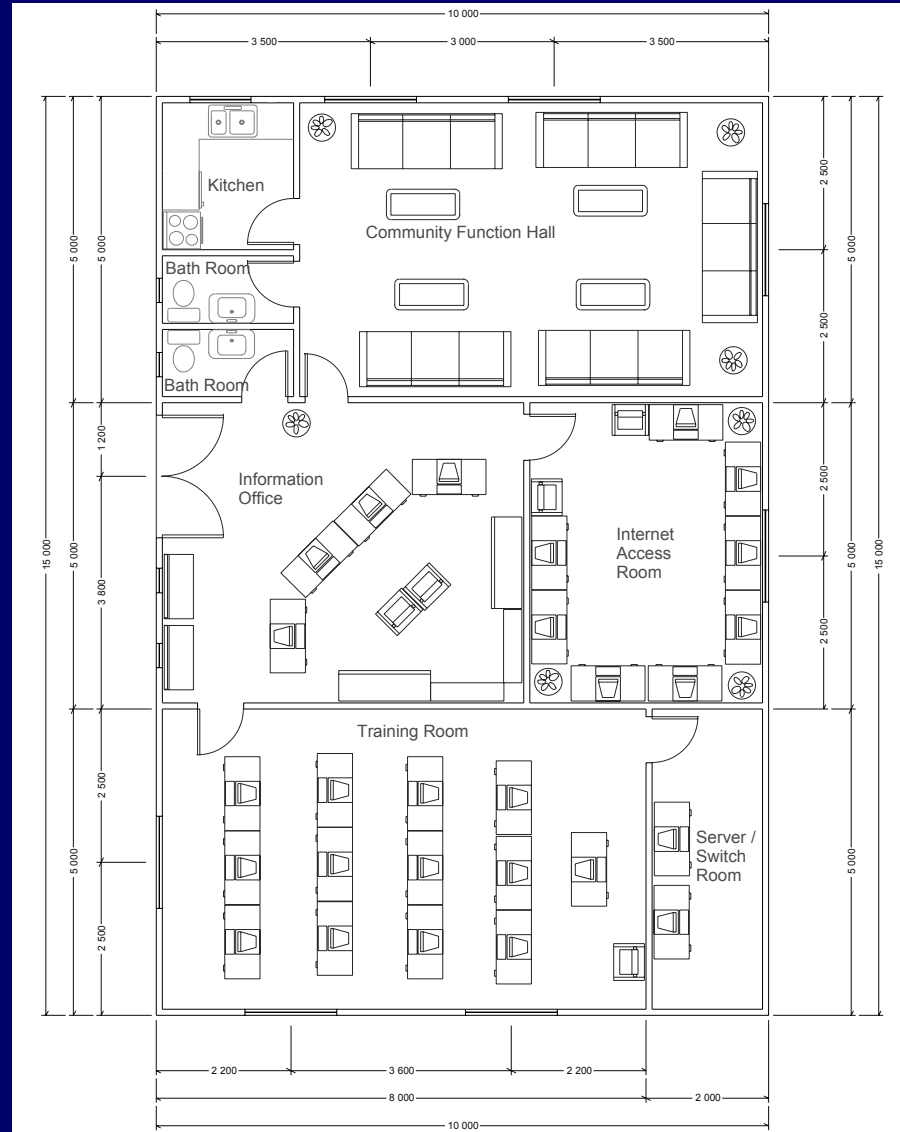 10 000
3 500
3 000
3 500
Kitchen
Community Function Hall
Bath Room
Bath Room
Information
Office
Internet
Access
Room
Training Room
Server /
Switch
Room
15 000
5 000
5 000
5 000
5 000
1 200
3 800
2 500
2 500
2 500
2 500
2 500
2 500
5 000
5 000
5 000
15 000
2 200
3 600
2 200
8 000
2 000
10 000